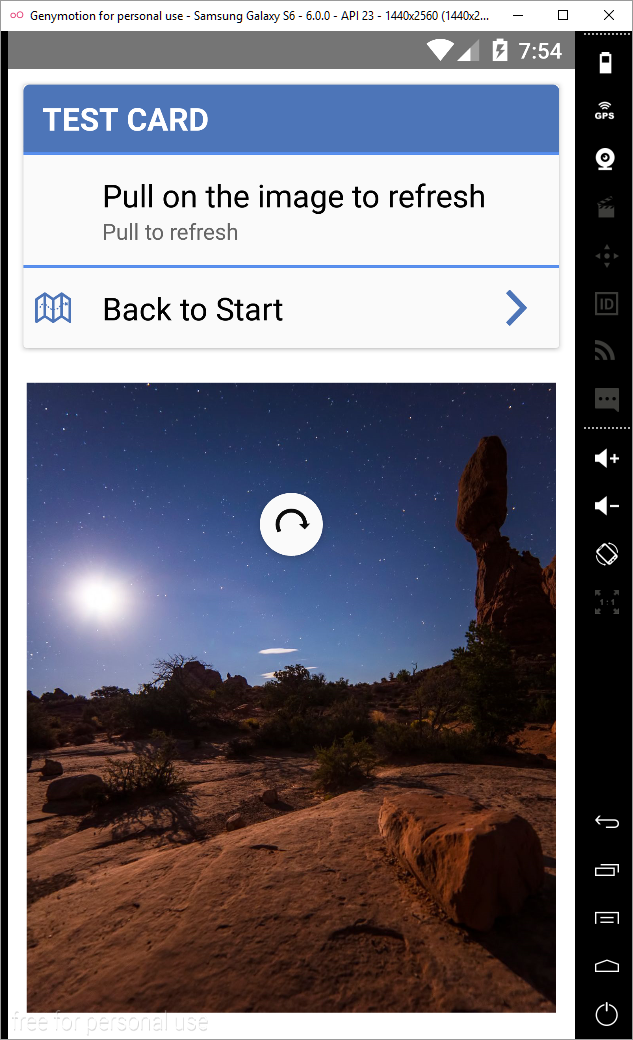 Genymotion for personal use - Samsung Galaxy S6 - 6.0.0 - API 23 - 1440x2560 (1440x2...
7:54
GPS
TEST CARD
Pull on the image to refresh
Pull to refresh
ID
Back to Start
1:1
free for personal use